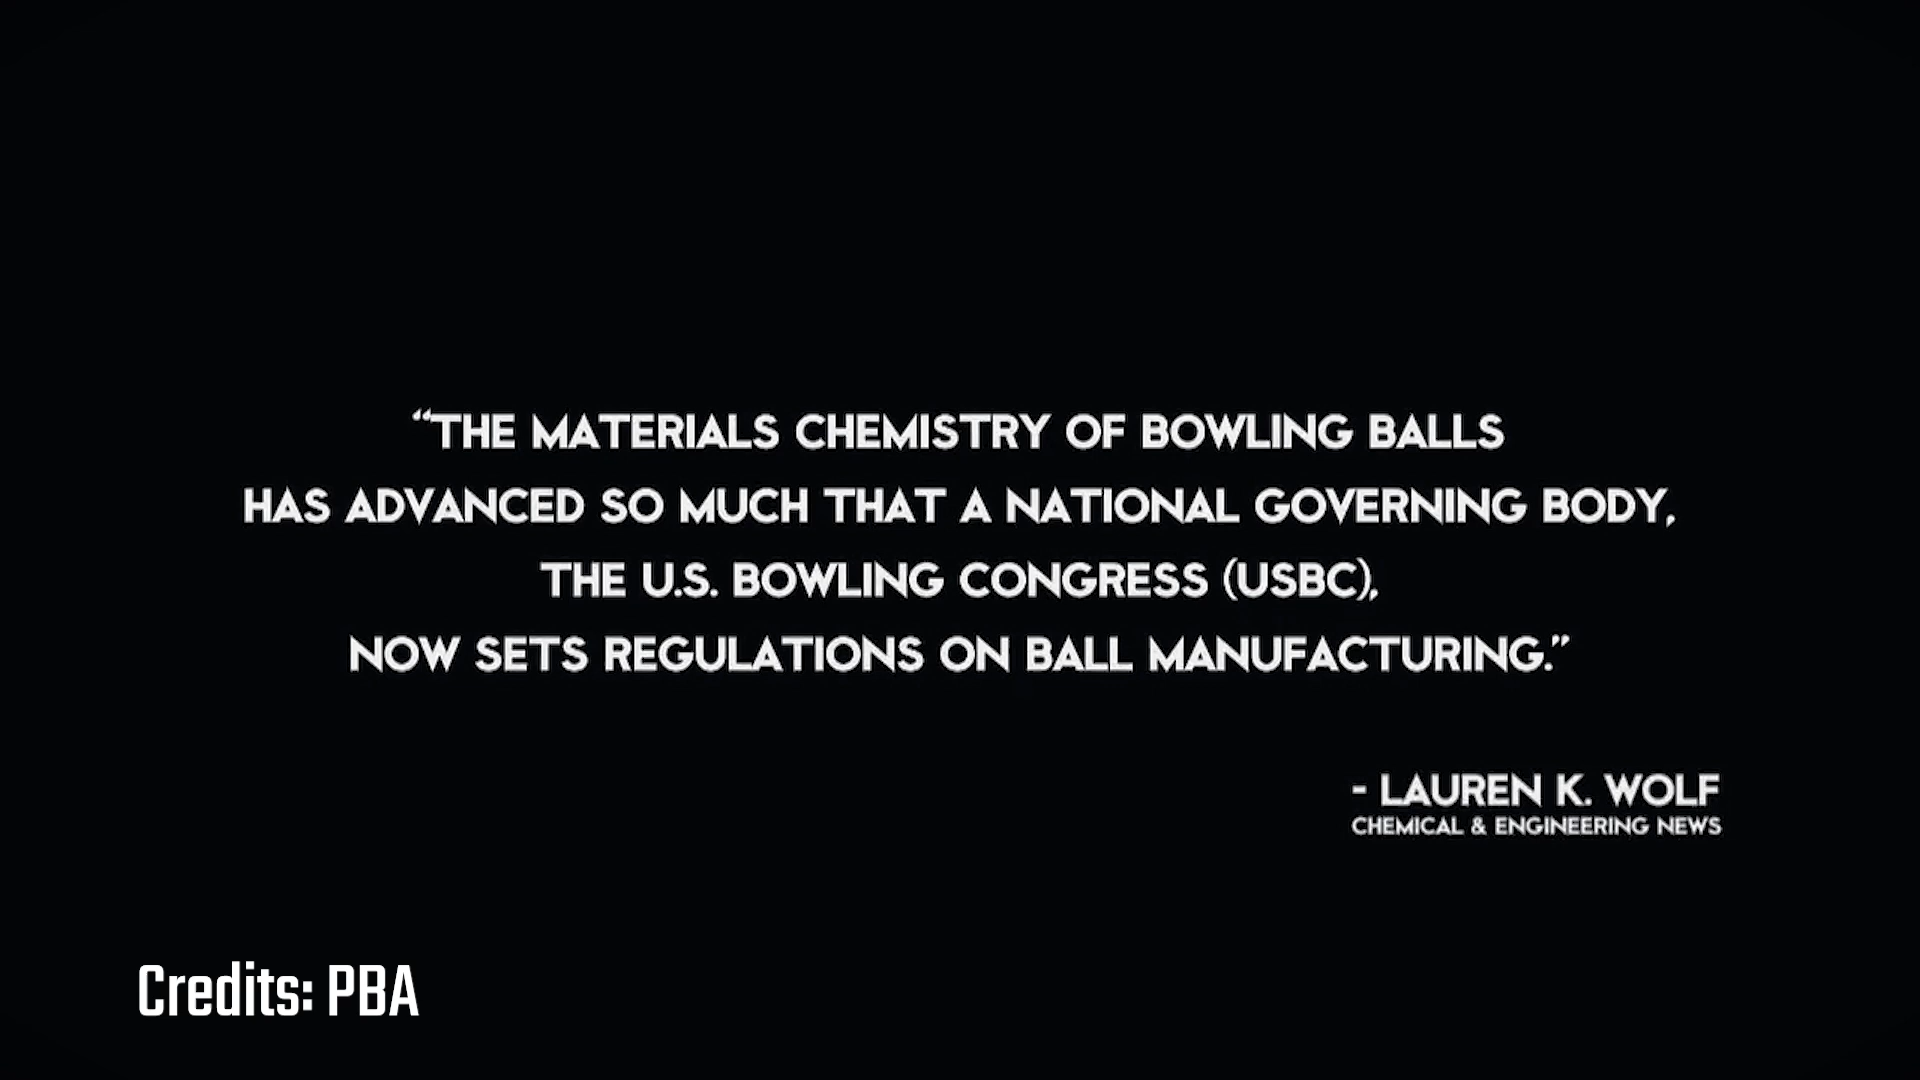 “THE MATERIALS CHEMISTRY OF BOWLING BALLS
HAS ADVANCED SO MUCH THAT A NATIONAL GOVERNING BODY,
THE U.S. BOWLING CONGRESS (USBC),
NOW SETS REGULATIONS ON BALL MANUFACTURING.”
- LAUREN K. WOLF
CHEMICAL & ENGINEERING NEWS
Credits: PBA